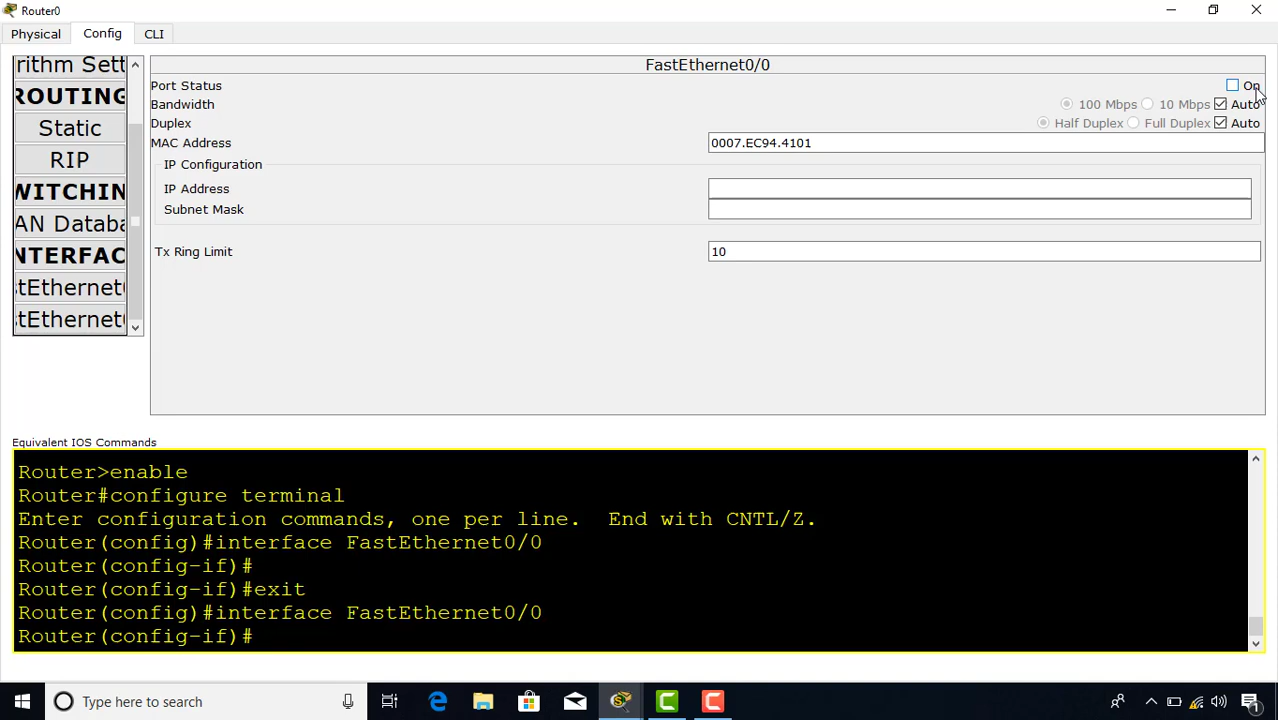 Router0
Physical
Config
CLI
rithm Sett
ROUTING
Static
RIP
WITCHIN
AN Databa
NTERFAC
stEthernet0
stEthernet0
FastEthernet0/0
Port Status
On
Bandwidth
100 Mbps
10 Mbps
Auto
Duplex
Half Duplex
Full Duplex
Auto
MAC Address
0007.EC94.4101
IP Configuration
IP Address
Subnet Mask
Tx Ring Limit
10
Equivalent IOS Commands
Router>enable
Router#configure terminal
Enter configuration commands, one per line.  End with CNTL/Z.
Router(config)#interface FastEthernet0/0
Router(config-if)#
Router(config-if)#exit
Router(config)#interface FastEthernet0/0
Router(config-if)#
Type here to search
1